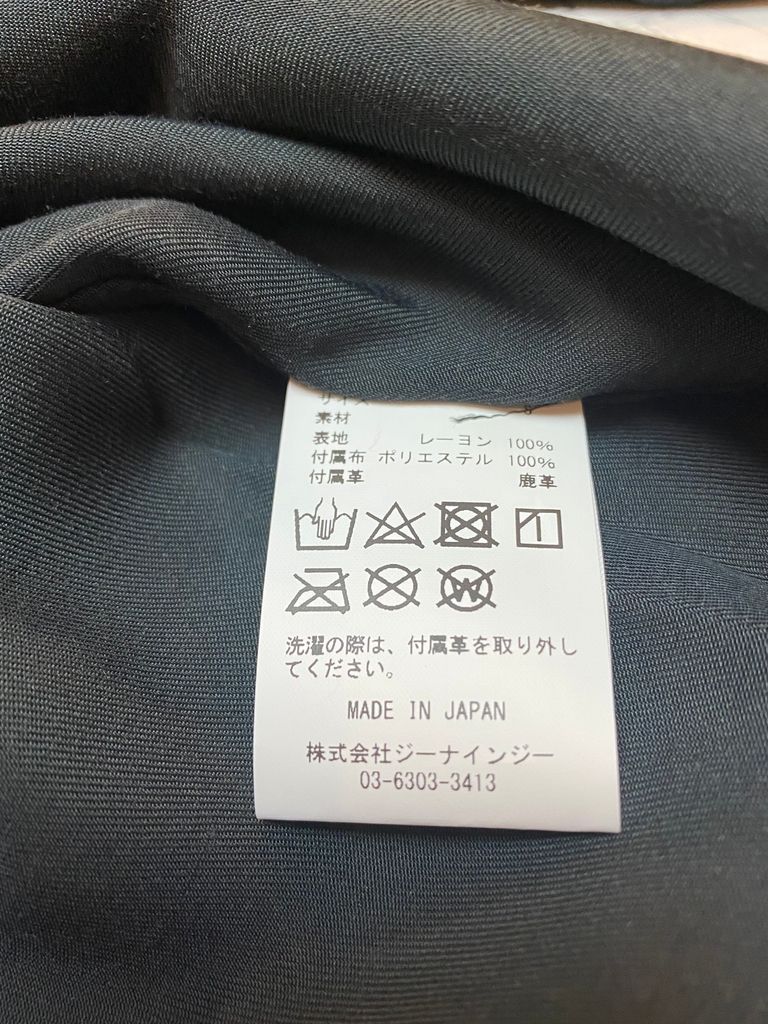 サイズ S
素材
表地 レーヨン 100%
付属布 ポリエステル 100%
付属革 鹿革
洗濯の際は、付属革を取り外し
てください。
MADE IN JAPAN
株式会社ジーナインジー
03-6303-3413